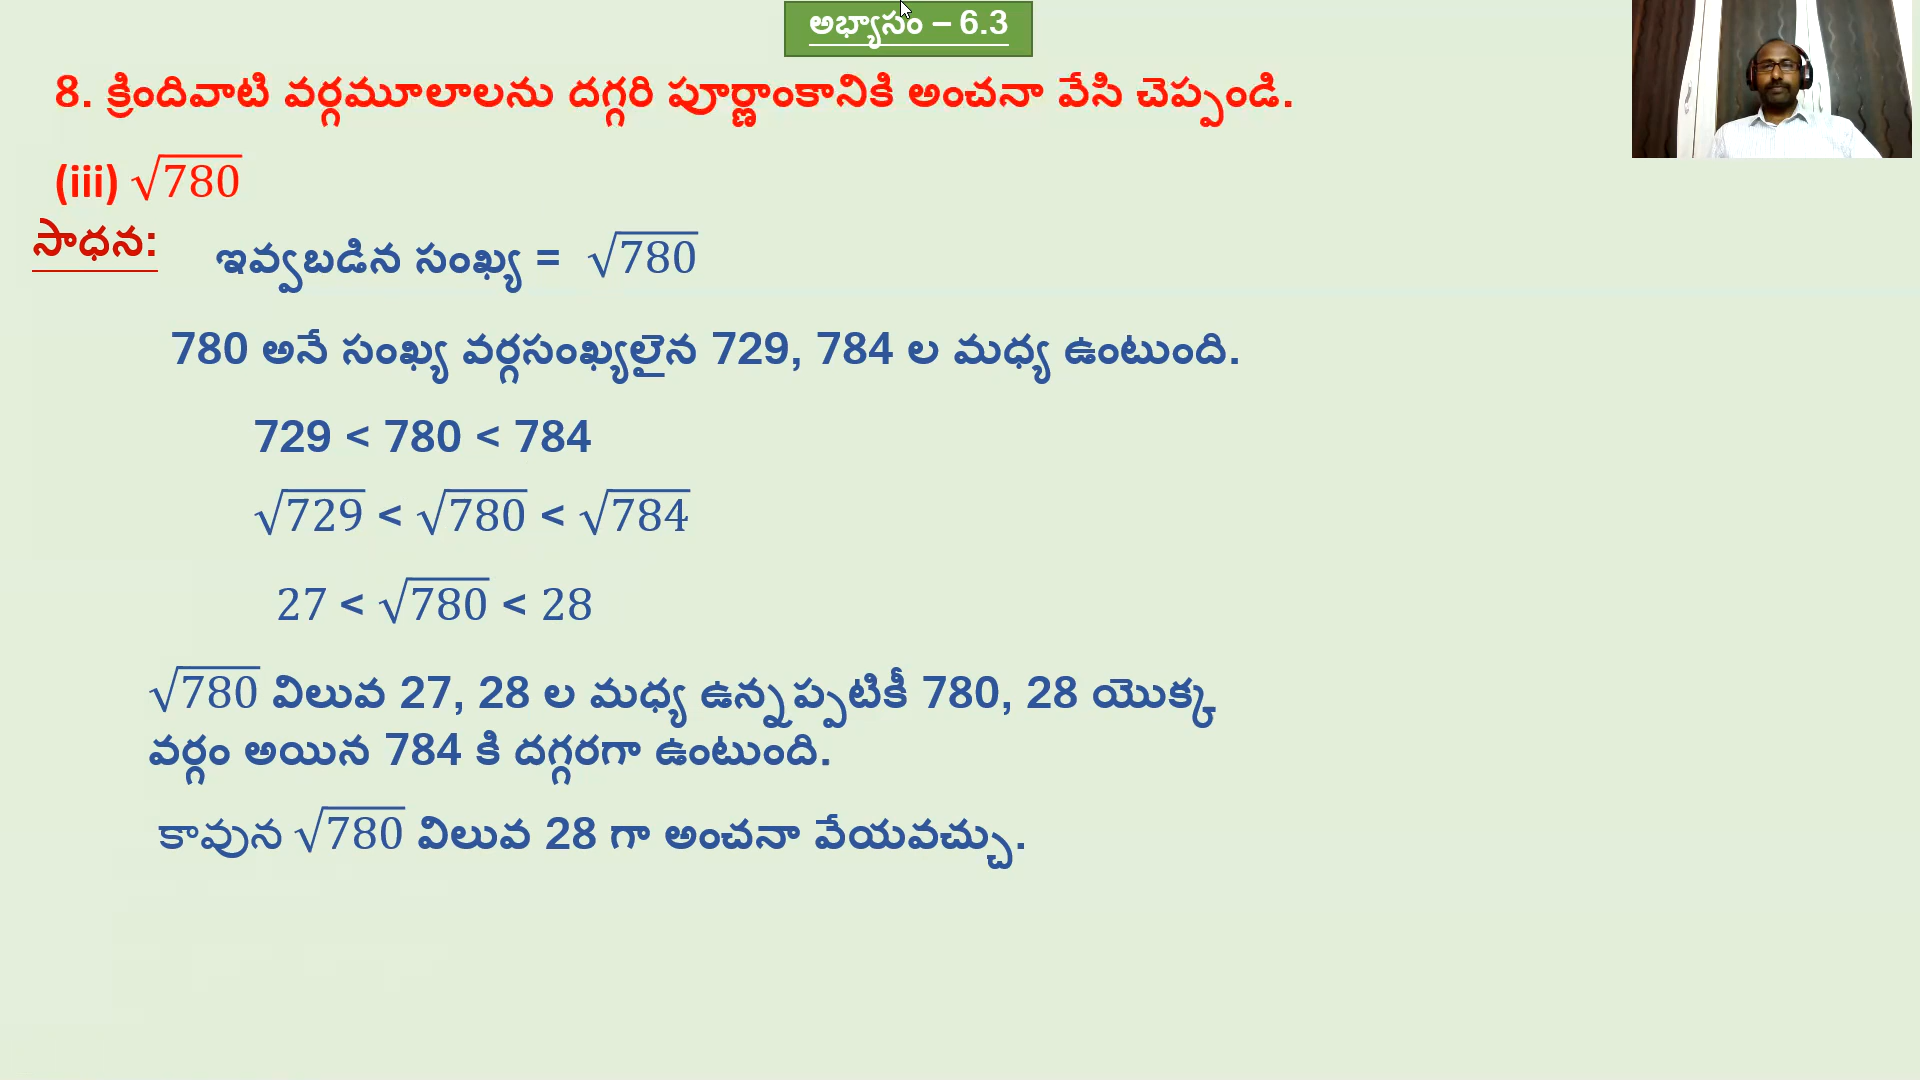 అభ్యాసం – 6.3
8. క్రిందివాటి వర్గమూలాలను దగ్గరి పూర్ణాంకానికి అంచనా వేసి చెప్పండి.
(iii) √780
సాధన:
ఇవ్వబడిన సంఖ్య = √780
780 అనే సంఖ్య వర్గసంఖ్యలైన 729, 784 ల మధ్య ఉంటుంది.
729 < 780 < 784
√729 < √780 < √784
27 < √780 < 28
√780 విలువ 27, 28 ల మధ్య ఉన్నప్పటికీ 780, 28 యొక్క
వర్గం అయిన 784 కి దగ్గరగా ఉంటుంది.
కావున √780 విలువ 28 గా అంచనా వేయవచ్చు.